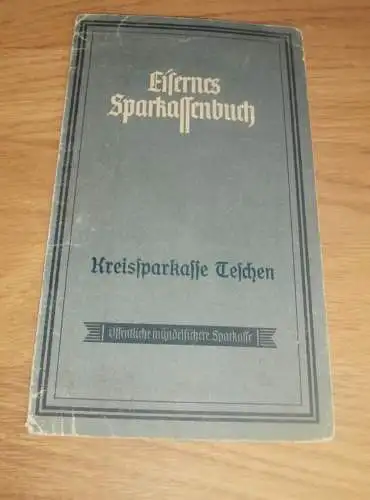 Eisernes
Sparkassenbuch
Kreissparkasse Teschen
öffentliche mündelsichere Sparkasse